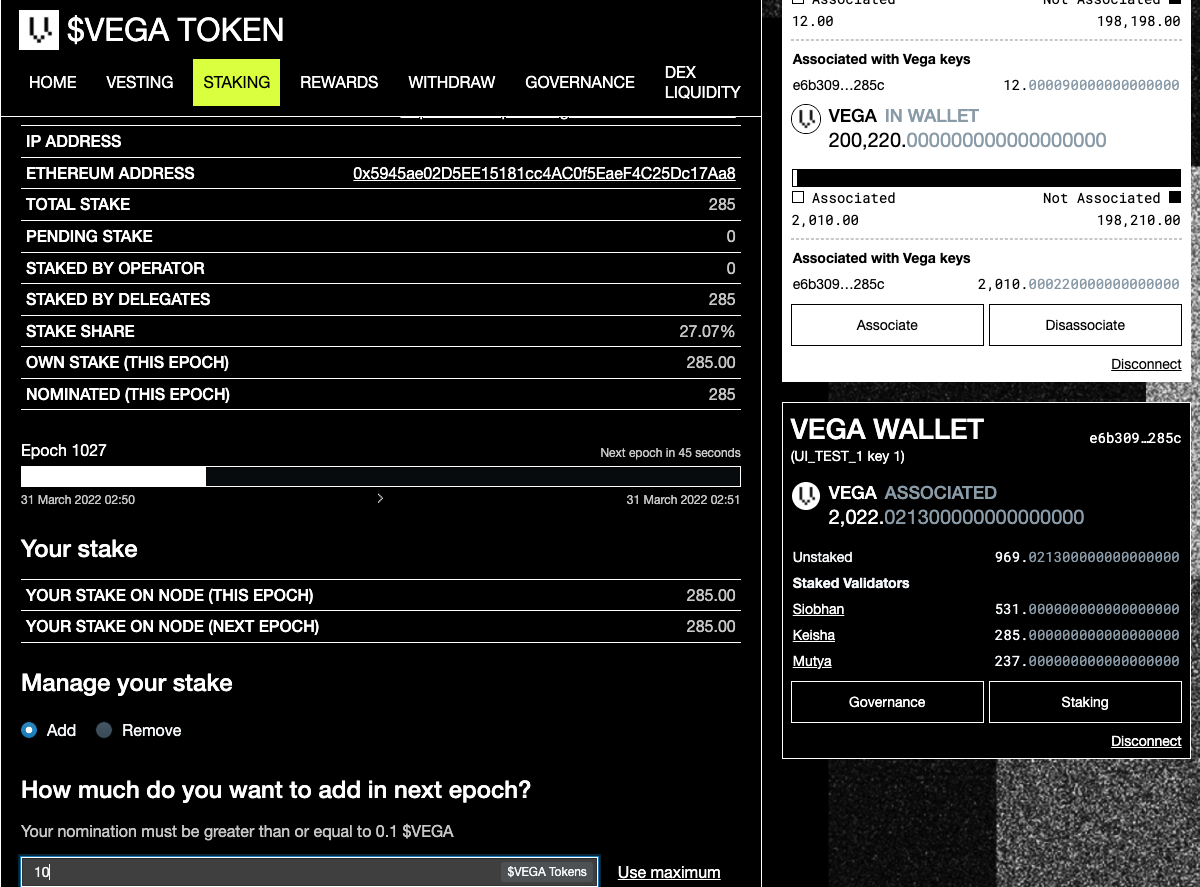 $VEGA TOKEN
HOME VESTING STAKING REWARDS WITHDRAW GOVERNANCE DEX LIQUIDITY
IP ADDRESS
ETHEREUM ADDRESS 0x5945ae02D5EE15181cc4AC0f5EaeF4C25Dc17Aa8
TOTAL STAKE 285
PENDING STAKE 0
STAKED BY OPERATOR 0
STAKED BY DELEGATES 285
STAKE SHARE 27.07%
OWN STAKE (THIS EPOCH) 285.00
NOMINATED (THIS EPOCH) 285
Epoch 1027 Next epoch in 45 seconds
31 March 2022 02:50 > 31 March 2022 02:51
Your stake
YOUR STAKE ON NODE (THIS EPOCH) 285.00
YOUR STAKE ON NODE (NEXT EPOCH) 285.00
Manage your stake
Add Remove
How much do you want to add in next epoch?
Your nomination must be greater than or equal to 0.1 $VEGA
10 $VEGA Tokens Use maximum
Associated Not Associated
12.00 198,198.00
Associated with Vega keys
e6b309…285c 12.000090000000000000
VEGA IN WALLET
200,220.000000000000000000
Associated Not Associated
2,010.00 198,210.00
Associated with Vega keys
e6b309…285c 2,010.000220000000000000
Associate Disassociate
Disconnect
VEGA WALLET e6b309…285c
(UI_TEST_1 key 1)
VEGA ASSOCIATED
2,022.021300000000000000
Unstaked 969.021300000000000000
Staked Validators
Siobhan 531.000000000000000000
Keisha 285.000000000000000000
Mutya 237.000000000000000000
Governance Staking
Disconnect